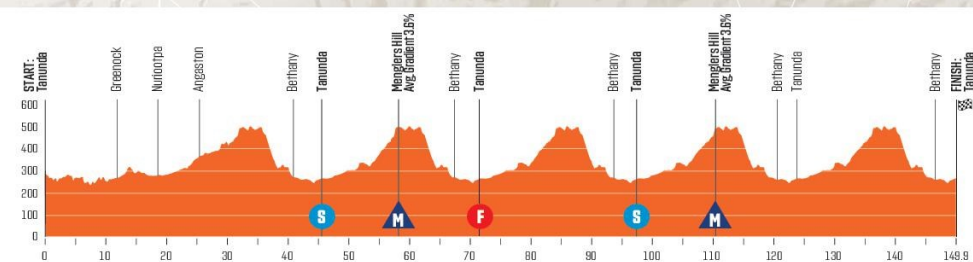 START:
Tanunda
Greenock
Nuriootpa
Angaston
Bethany
Tanunda
Menglers Hill
Avg. Gradient 3.6%
Bethany
Tanunda
Bethany
Tanunda
Menglers Hill
Avg. Gradient 3.6%
Bethany
Tanunda
Bethany
FINISH:
Tanunda
600
500
400
300
200
100
0
S
M
F
S
M
0 10 20 30 40 50 60 70 80 90 100 110 120 130 140 149.9